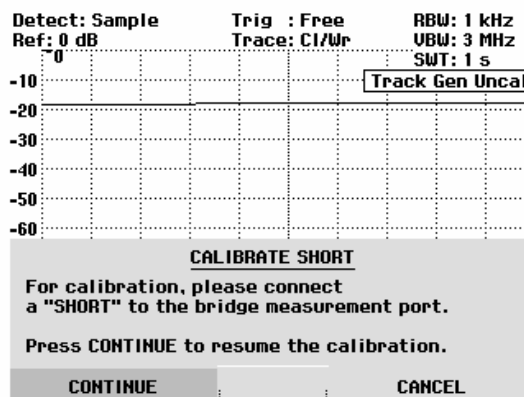 Detect: Sample Trig : Free RBW: 1 kHz
Ref: 0 dB Trace: Cl/Wr VBW: 3 MHz
0 SWT: 1 s
-10 Track Gen Uncal
-20
-30
-40
-50
-60
CALIBRATE SHORT
For calibration, please connect
a "SHORT" to the bridge measurement port.
Press CONTINUE to resume the calibration.
CONTINUE CANCEL